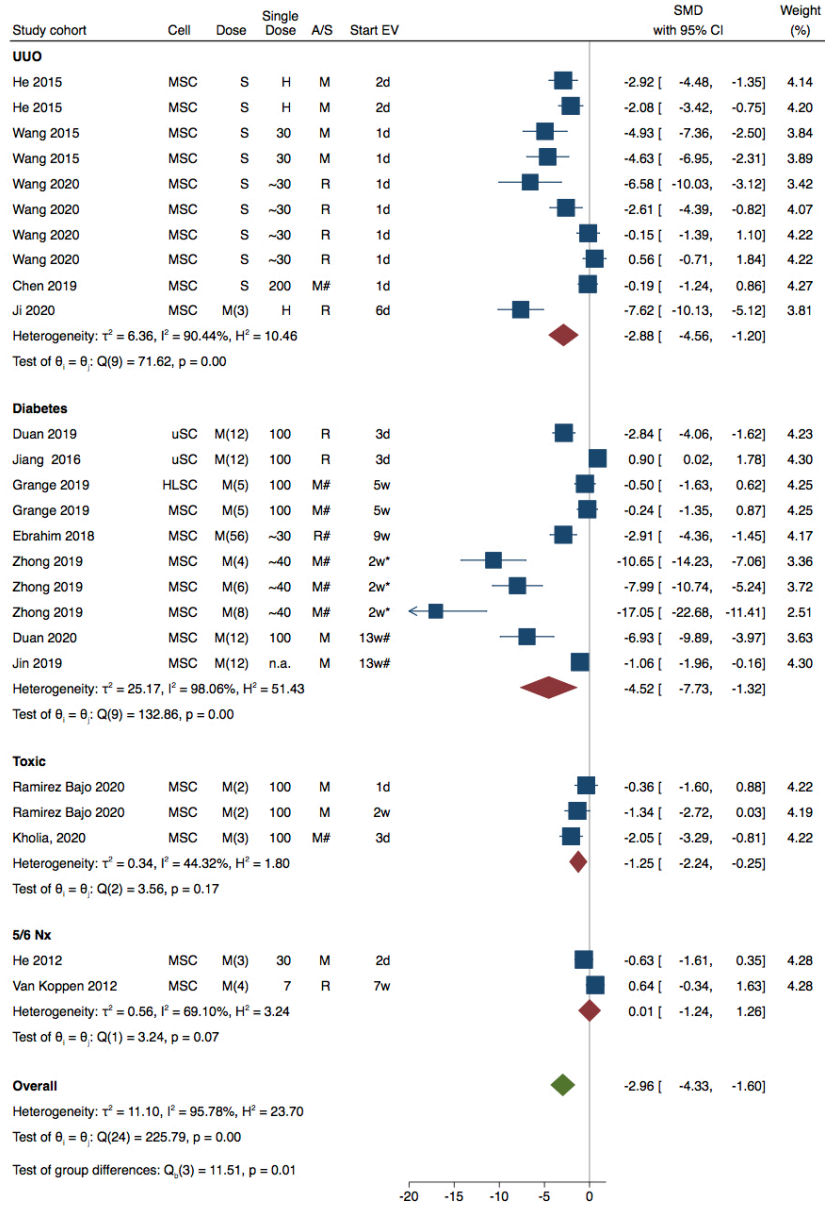 Study cohort Cell Dose Single Dose A/S Start EV SMD with 95% CI Weight (%)
UUO
He 2015 MSC S H M 2d -2.92 [ -4.48, -1.35] 4.14
He 2015 MSC S H M 2d -2.08 [ -3.42, -0.75] 4.20
Wang 2015 MSC S 30 M 1d -4.93 [ -7.36, -2.50] 3.84
Wang 2015 MSC S 30 M 1d -4.63 [ -6.95, -2.31] 3.89
Wang 2020 MSC S ~30 R 1d -6.58 [ -10.03, -3.12] 3.42
Wang 2020 MSC S ~30 R 1d -2.61 [ -4.39, -0.82] 4.07
Wang 2020 MSC S ~30 R 1d -0.15 [ -1.39, 1.10] 4.22
Wang 2020 MSC S ~30 R 1d 0.56 [ -0.71, 1.84] 4.22
Chen 2019 MSC S 200 M# 1d -0.19 [ -1.24, 0.86] 4.27
Ji 2020 MSC M(3) H R 6d -7.62 [ -10.13, -5.12] 3.81
Heterogeneity: τ² = 6.36, I² = 90.44%, H² = 10.46 -2.88 [ -4.56, -1.20]
Test of θᵢ = θⱼ: Q(9) = 71.62, p = 0.00
Diabetes
Duan 2019 uSC M(12) 100 R 3d -2.84 [ -4.06, -1.62] 4.23
Jiang 2016 uSC M(12) 100 R 3d 0.90 [ 0.02, 1.78] 4.30
Grange 2019 HLSC M(5) 100 M# 5w -0.50 [ -1.63, 0.62] 4.25
Grange 2019 MSC M(5) 100 M# 5w -0.24 [ -1.35, 0.87] 4.25
Ebrahim 2018 MSC M(56) ~30 R# 9w -2.91 [ -4.36, -1.45] 4.17
Zhong 2019 MSC M(4) ~40 M# 2w* -10.65 [ -14.23, -7.06] 3.36
Zhong 2019 MSC M(6) ~40 M# 2w* -7.99 [ -10.74, -5.24] 3.72
Zhong 2019 MSC M(8) ~40 M# 2w* -17.05 [ -22.68, -11.41] 2.51
Duan 2020 MSC M(12) 100 M 13w# -6.93 [ -9.89, -3.97] 3.63
Jin 2019 MSC M(12) n.a. M 13w# -1.06 [ -1.96, -0.16] 4.30
Heterogeneity: τ² = 25.17, I² = 98.06%, H² = 51.43 -4.52 [ -7.73, -1.32]
Test of θᵢ = θⱼ: Q(9) = 132.86, p = 0.00
Toxic
Ramirez Bajo 2020 MSC M(2) 100 M 1d -0.36 [ -1.60, 0.88] 4.22
Ramirez Bajo 2020 MSC M(2) 100 M 2w -1.34 [ -2.72, 0.03] 4.19
Kholia, 2020 MSC M(3) 100 M# 3d -2.05 [ -3.29, -0.81] 4.22
Heterogeneity: τ² = 0.34, I² = 44.32%, H² = 1.80 -1.25 [ -2.24, -0.25]
Test of θᵢ = θⱼ: Q(2) = 3.56, p = 0.17
5/6 Nx
He 2012 MSC M(3) 30 M 2d -0.63 [ -1.61, 0.35] 4.28
Van Koppen 2012 MSC M(4) 7 R 7w 0.64 [ -0.34, 1.63] 4.28
Heterogeneity: τ² = 0.56, I² = 69.10%, H² = 3.24 0.01 [ -1.24, 1.26]
Test of θᵢ = θⱼ: Q(1) = 3.24, p = 0.07
Overall -2.96 [ -4.33, -1.60]
Heterogeneity: τ² = 11.10, I² = 95.78%, H² = 23.70
Test of θᵢ = θⱼ: Q(24) = 225.79, p = 0.00
Test of group differences: Q_b(3) = 11.51, p = 0.01
-20 -15 -10 -5 0